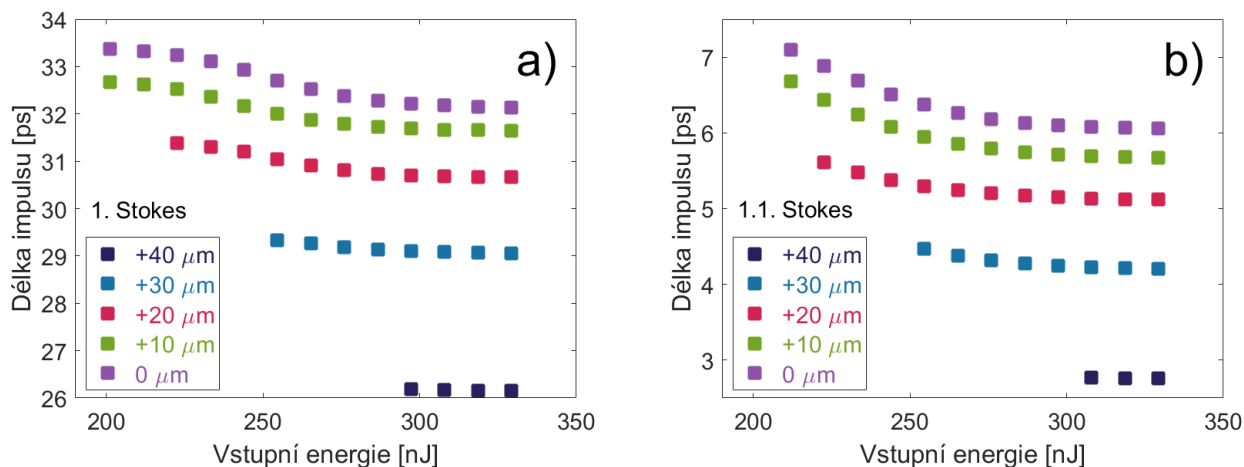 a)
34
33
32
31
30
29
28
27
26
Délka impulsu [ps]
1. Stokes
+40 μm
+30 μm
+20 μm
+10 μm
0 μm
200 250 300 350
Vstupní energie [nJ]
b)
7
6
5
4
3
Délka impulsu [ps]
1.1. Stokes
+40 μm
+30 μm
+20 μm
+10 μm
0 μm
200 250 300 350
Vstupní energie [nJ]